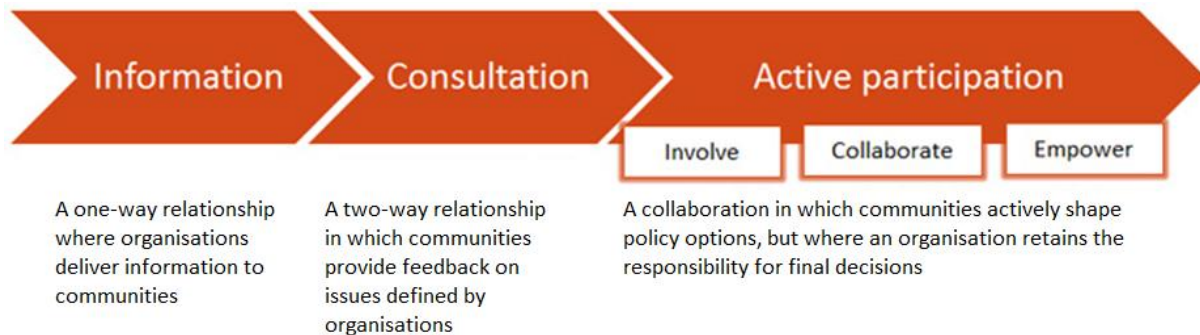 Information
Consultation
Active participation
Involve
Collaborate
Empower
A one-way relationship
where organisations
deliver information to
communities
A two-way relationship
in which communities
provide feedback on
issues defined by
organisations
A collaboration in which communities actively shape
policy options, but where an organisation retains the
responsibility for final decisions